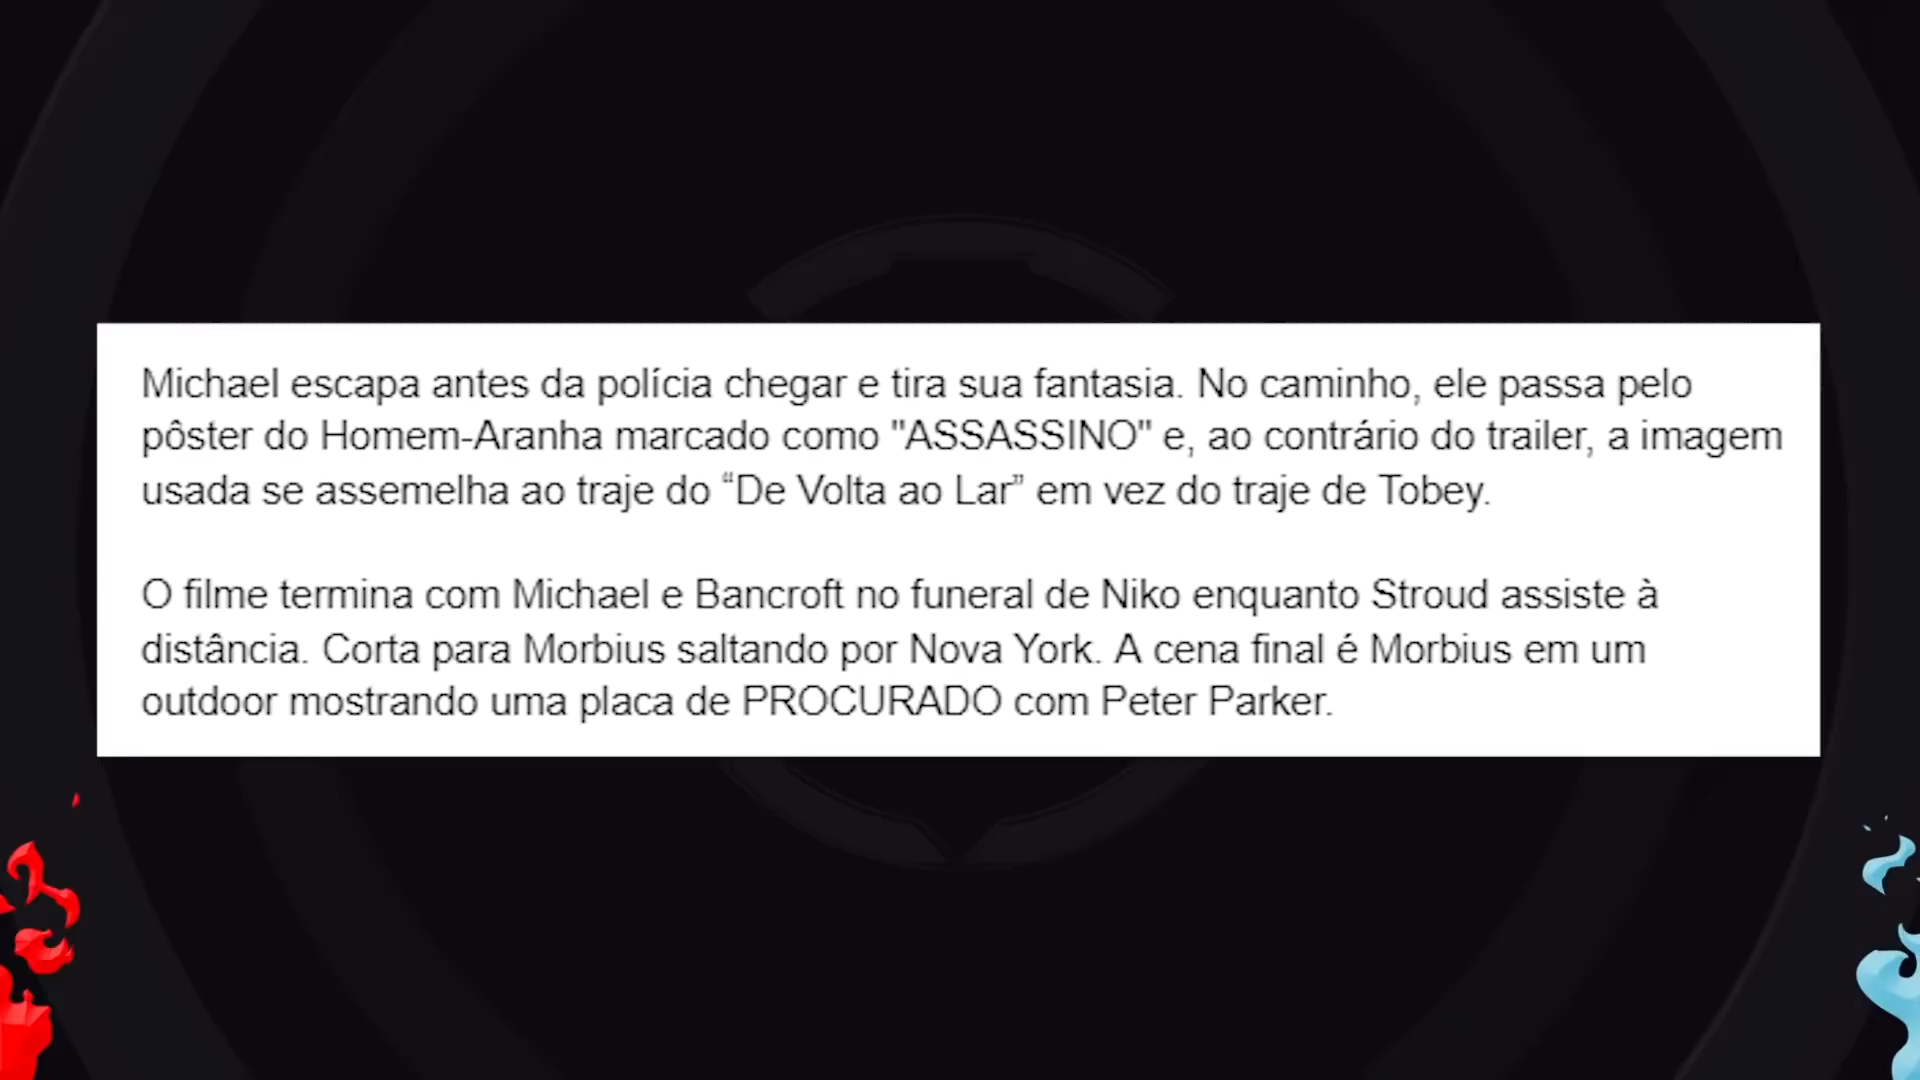 Michael escapa antes da polícia chegar e tira sua fantasia. No caminho, ele passa pelo
pôster do Homem-Aranha marcado como "ASSASSINO" e, ao contrário do trailer, a imagem
usada se assemelha ao traje do “De Volta ao Lar” em vez do traje de Tobey.
O filme termina com Michael e Bancroft no funeral de Niko enquanto Stroud assiste à
distância. Corta para Morbius saltando por Nova York. A cena final é Morbius em um
outdoor mostrando uma placa de PROCURADO com Peter Parker.